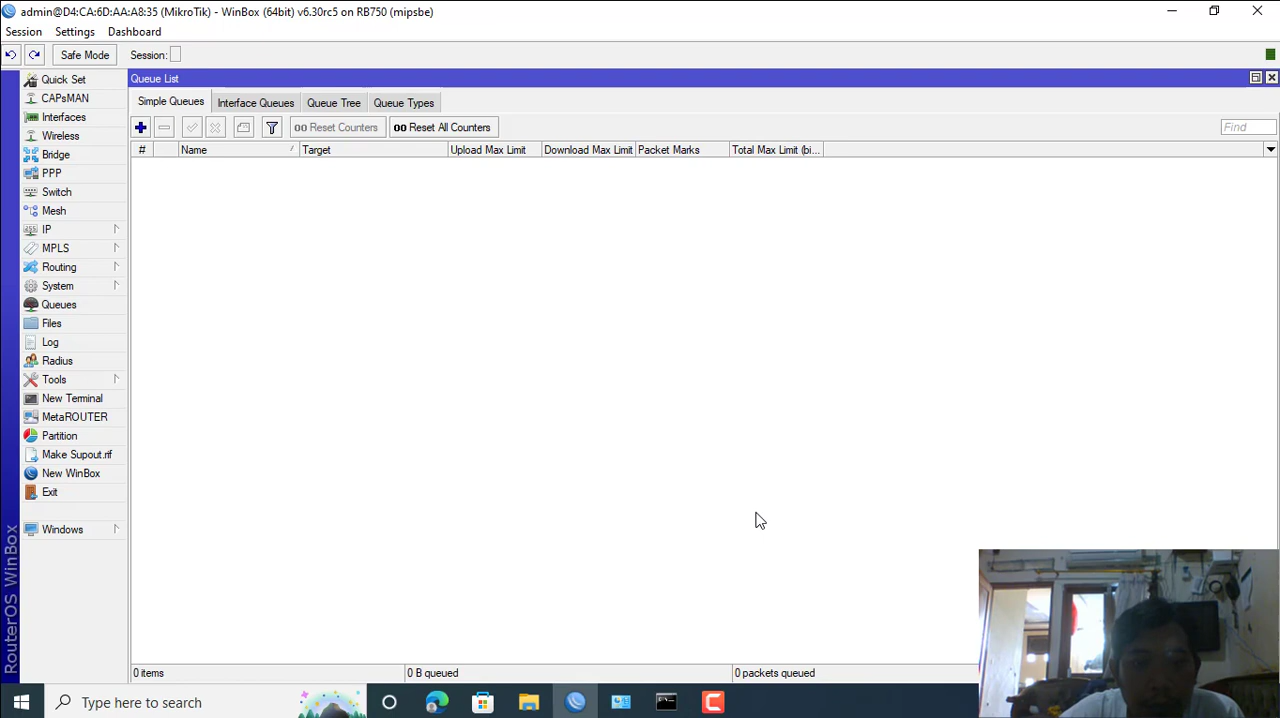 admin@D4:CA:6D:AA:A8:35 (MikroTik) - WinBox (64bit) v6.30rc5 on RB750 (mipsbe)
Session Settings Dashboard
Safe Mode Session:
Queue List
Simple Queues Interface Queues Queue Tree Queue Types
00 Reset Counters 00 Reset All Counters Find
# Name / Target Upload Max Limit Download Max Limit Packet Marks Total Max Limit (bi...
Quick Set
CAPsMAN
Interfaces
Wireless
Bridge
PPP
Switch
Mesh
IP
MPLS
Routing
System
Queues
Files
Log
Radius
Tools
New Terminal
MetaROUTER
Partition
Make Supout.rif
New WinBox
Exit
Windows
RouterOS WinBox
0 items 0 B queued 0 packets queued
Type here to search